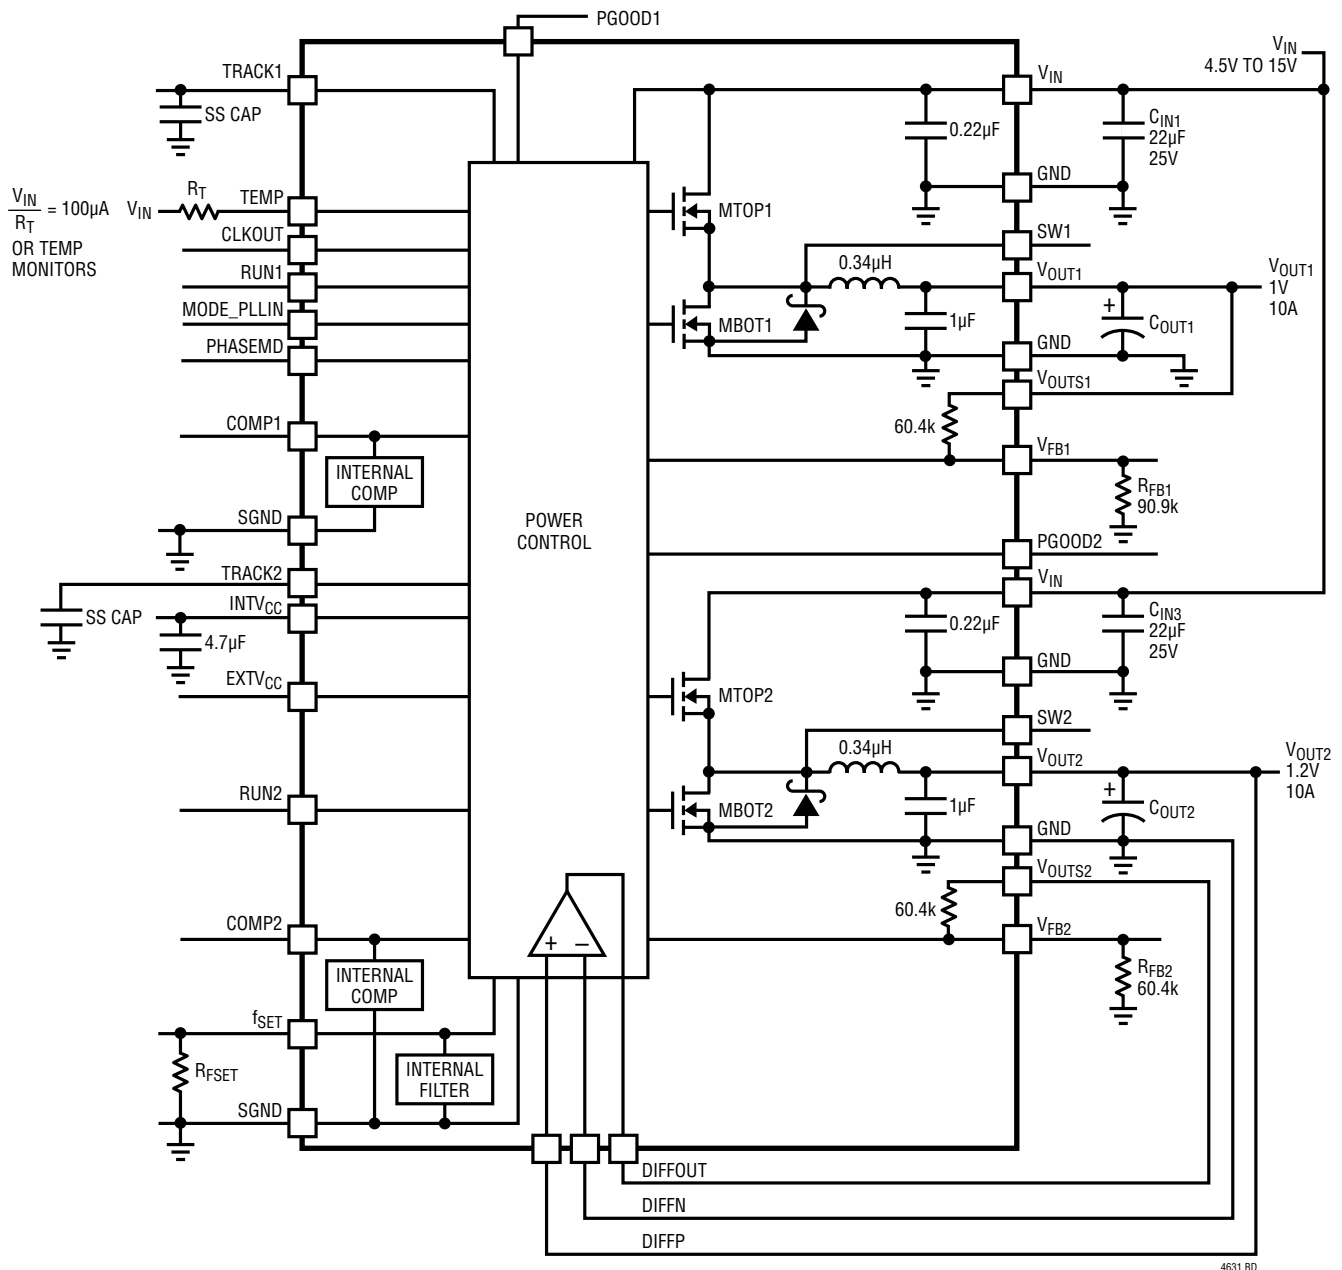 PGOOD1
TRACK1
SS CAP
V_IN
4.5V TO 15V
V_IN
0.22µF
C_IN1
22µF
25V
GND
V_IN / R_T = 100µA
OR TEMP
MONITORS
V_IN
R_T
TEMP
CLKOUT
RUN1
MODE_PLLIN
PHASEMD
MTOP1
SW1
0.34µH
V_OUT1
V_OUT1
1V
10A
MBOT1
1µF
+
C_OUT1
GND
V_OUTS1
COMP1
INTERNAL
COMP
60.4k
V_FB1
R_FB1
90.9k
SGND
POWER
CONTROL
PGOOD2
TRACK2
SS CAP
INTV_CC
4.7µF
V_IN
0.22µF
C_IN3
22µF
25V
EXTV_CC
GND
MTOP2
SW2
0.34µH
V_OUT2
V_OUT2
1.2V
10A
RUN2
MBOT2
1µF
+
C_OUT2
GND
V_OUTS2
COMP2
INTERNAL
COMP
+ –
60.4k
V_FB2
R_FB2
60.4k
f_SET
R_FSET
INTERNAL
FILTER
SGND
DIFFOUT
DIFFN
DIFFP
4631 BD